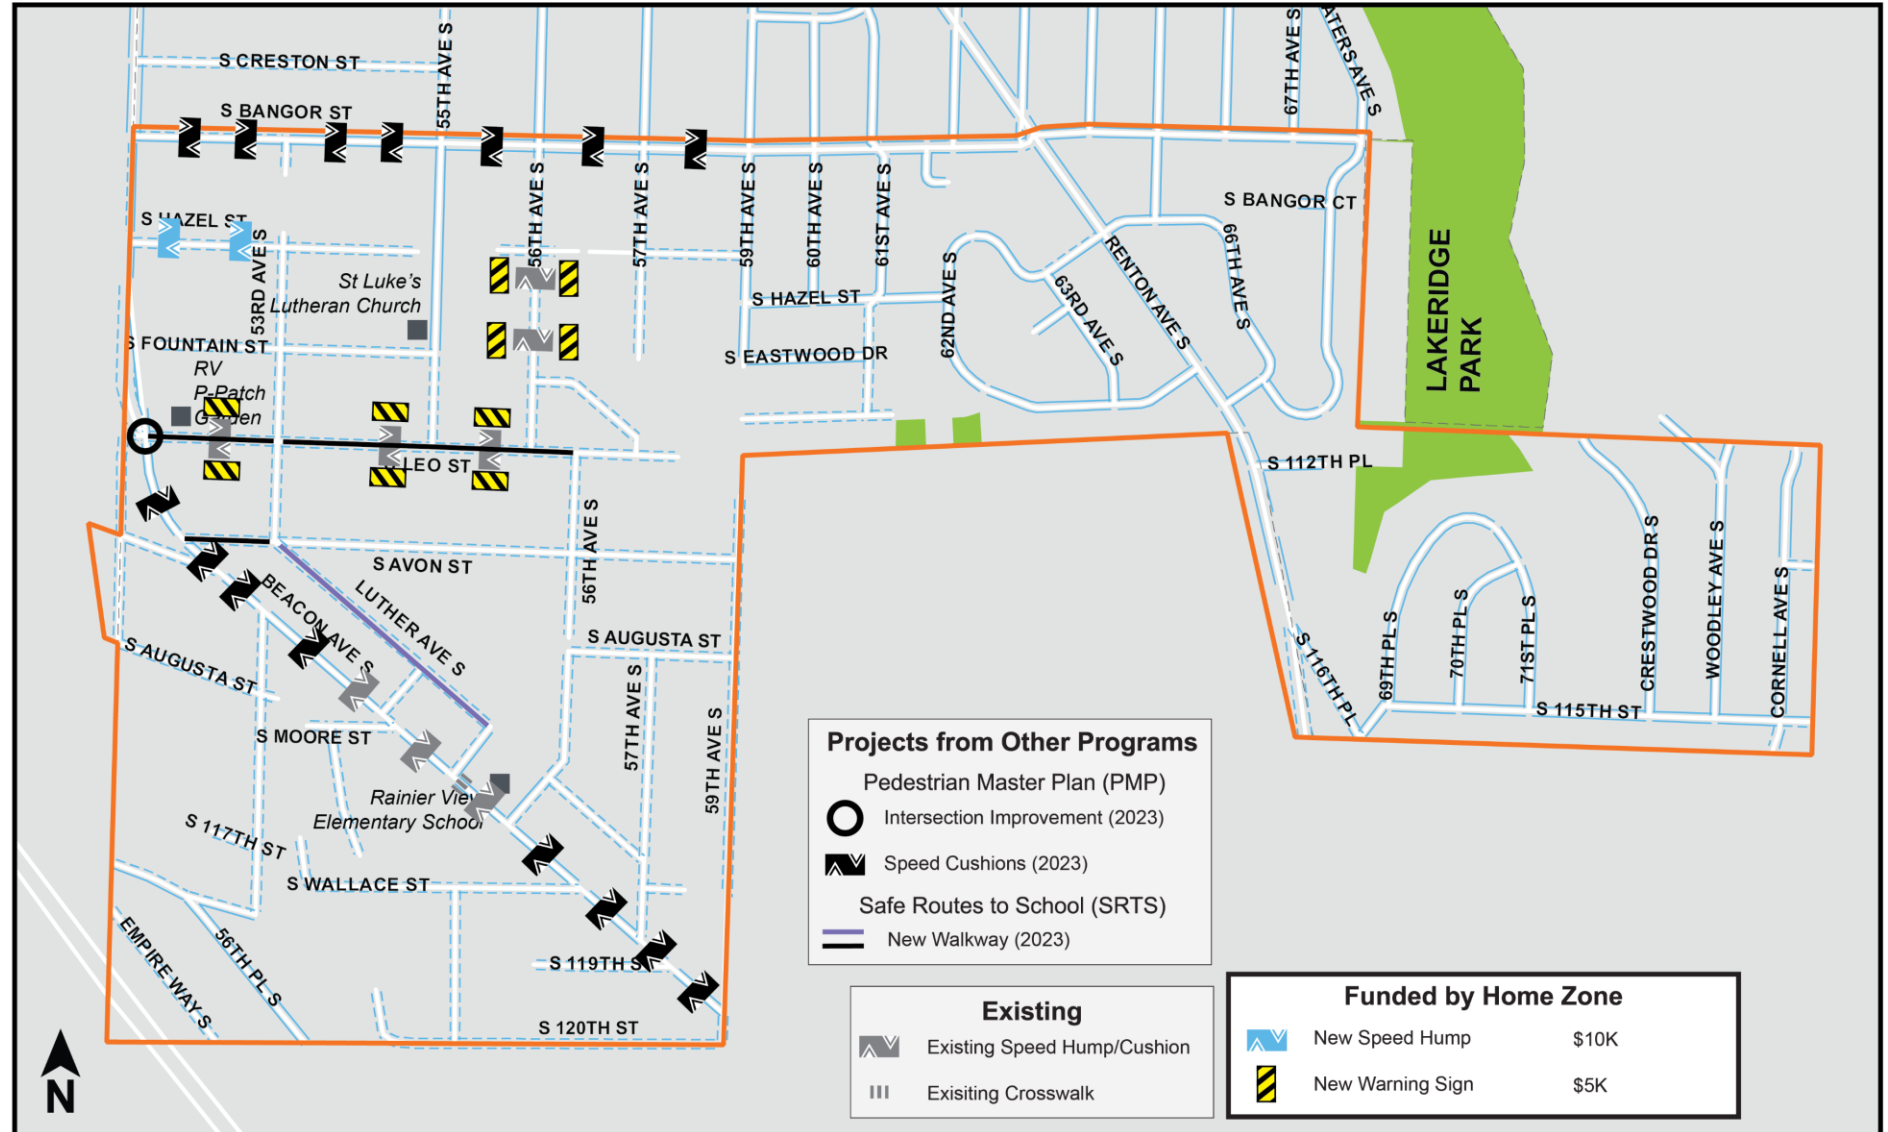 S CRESTON ST
55TH AVE S
67TH AVE S
ATERS AVE S
S BANGOR ST
S HAZEL ST
53RD AVE S
56TH AVE S
57TH AVE S
59TH AVE S
60TH AVE S
61ST AVE S
S BANGOR CT
66TH AVE S
RENTON AVE S
63RD AVE S
62ND AVE S
S HAZEL ST
S EASTWOOD DR
LAKERIDGE
PARK
St Luke's
Lutheran Church
S FOUNTAIN ST
RV
P-Patch
Garden
LEO ST
S 112TH PL
56TH AVE S
S AVON ST
BEACON AVE S
LUTHER AVE S
S AUGUSTA ST
S AUGUSTA ST
57TH AVE S
59TH AVE S
S MOORE ST
Rainier View
Elementary School
S 117TH ST
S WALLACE ST
EMPIRE WAY S
56TH PL S
S 119TH ST
S 120TH ST
S 116TH PL
69TH PL S
70TH PL S
71ST PL S
CRESTWOOD DR S
WOODLEY AVE S
CORNELL AVE S
S 115TH ST
Projects from Other Programs
Pedestrian Master Plan (PMP)
Intersection Improvement (2023)
Speed Cushions (2023)
Safe Routes to School (SRTS)
New Walkway (2023)
Existing
Existing Speed Hump/Cushion
Exisiting Crosswalk
Funded by Home Zone
New Speed Hump $10K
New Warning Sign $5K
N